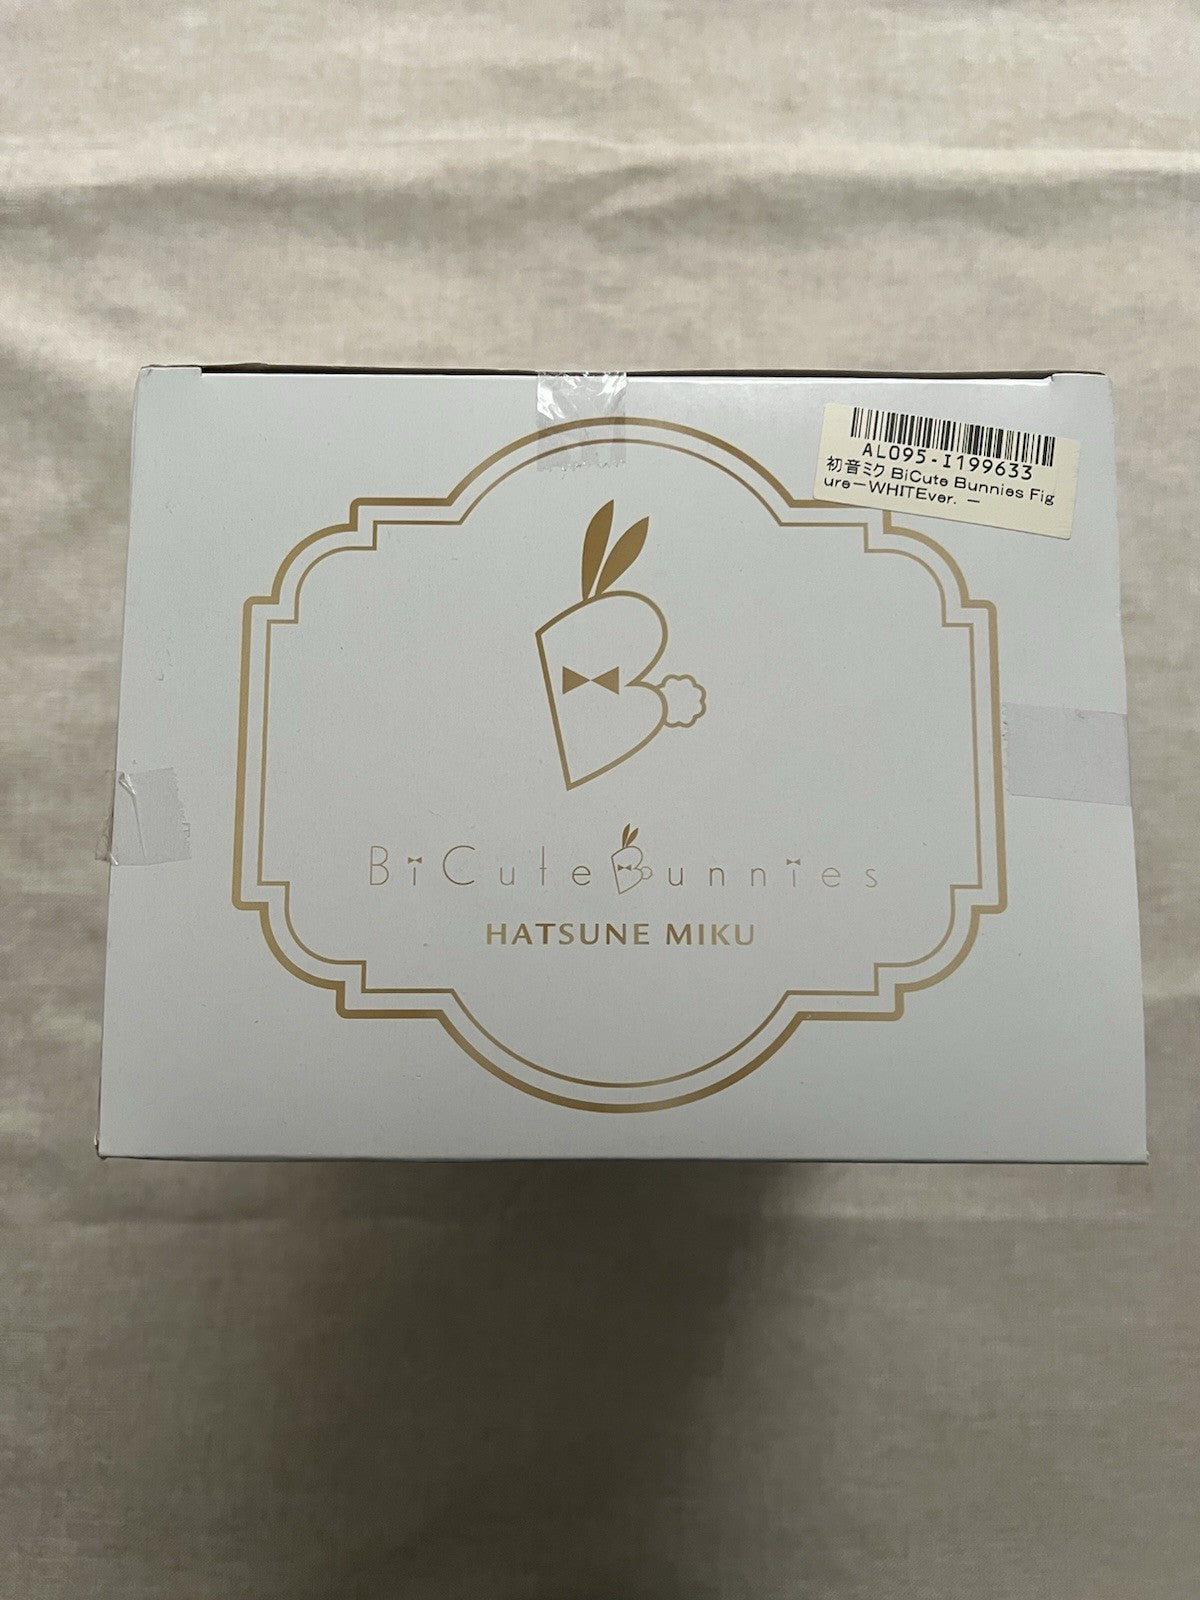 AL095-I199633
初音ミク BiCute Bunnies Fig
ure－WHITEver. －
BiCute Bunnies
HATSUNE MIKU